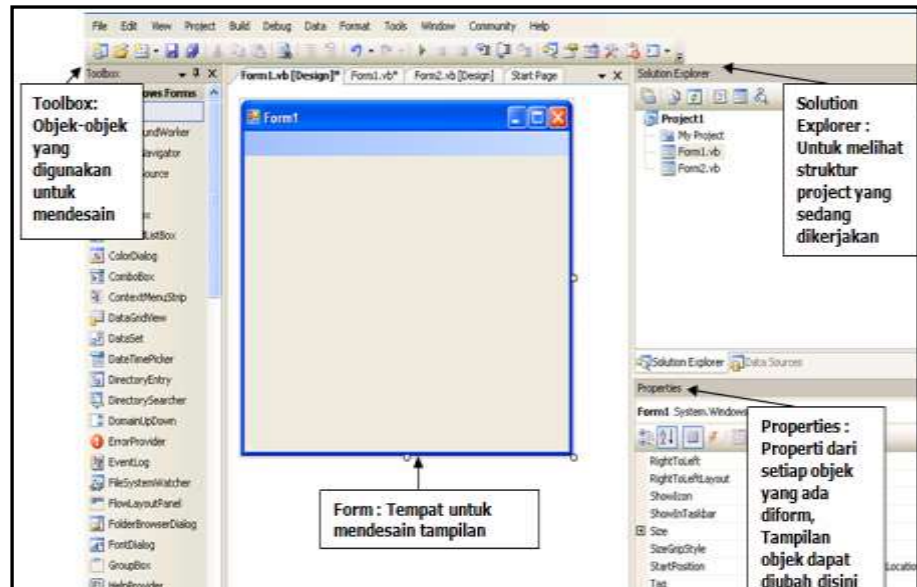 File Edit View Project Build Debug Data Format Tools Window Community Help
Toolbox
Form1.vb [Design]* Form1.vb* Form2.vb [Design] Start Page
Solution Explorer
Toolbox:
Objek-objek
yang
digunakan
untuk
mendesain
ColorDialog
ComboBox
ContextMenuStrip
DataGridView
DataSet
DateTimePicker
DirectoryEntry
DirectorySearcher
DomainUpDown
ErrorProvider
EventLog
FileSystemWatcher
FlowLayoutPanel
FolderBrowserDialog
FontDialog
GroupBox
HelpProvider
Form1
Form : Tempat untuk
mendesain tampilan
Project1
My Project
Form1.vb
Form2.vb
Solution
Explorer :
Untuk melihat
struktur
project yang
sedang
dikerjakan
Solution Explorer Data Sources
Properties
Form1 System.Windows
RightToLeft
RightToLeftLayout
ShowIcon
ShowInTaskbar
Size
SizeGripStyle
StartPosition
Tag
Properties :
Properti dari
setiap objek
yang ada
diform,
Tampilan
objek dapat
diubah disini